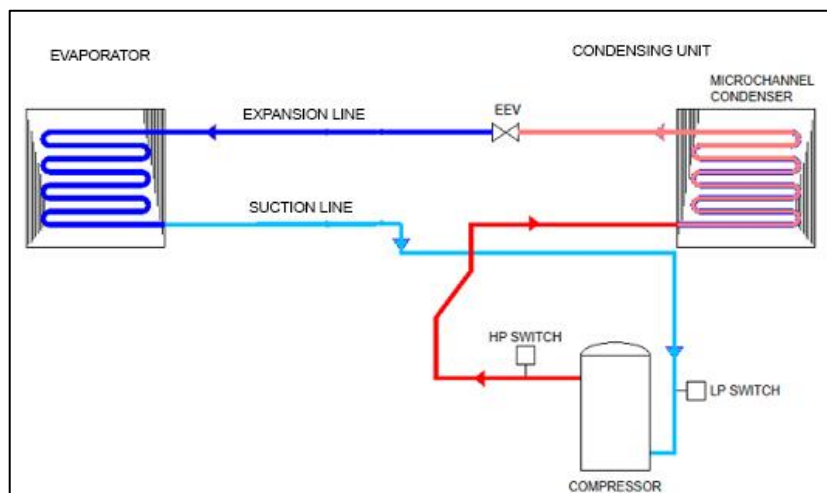 EVAPORATOR
CONDENSING UNIT
MICROCHANNEL
CONDENSER
EXPANSION LINE
EEV
SUCTION LINE
HP SWITCH
LP SWITCH
COMPRESSOR